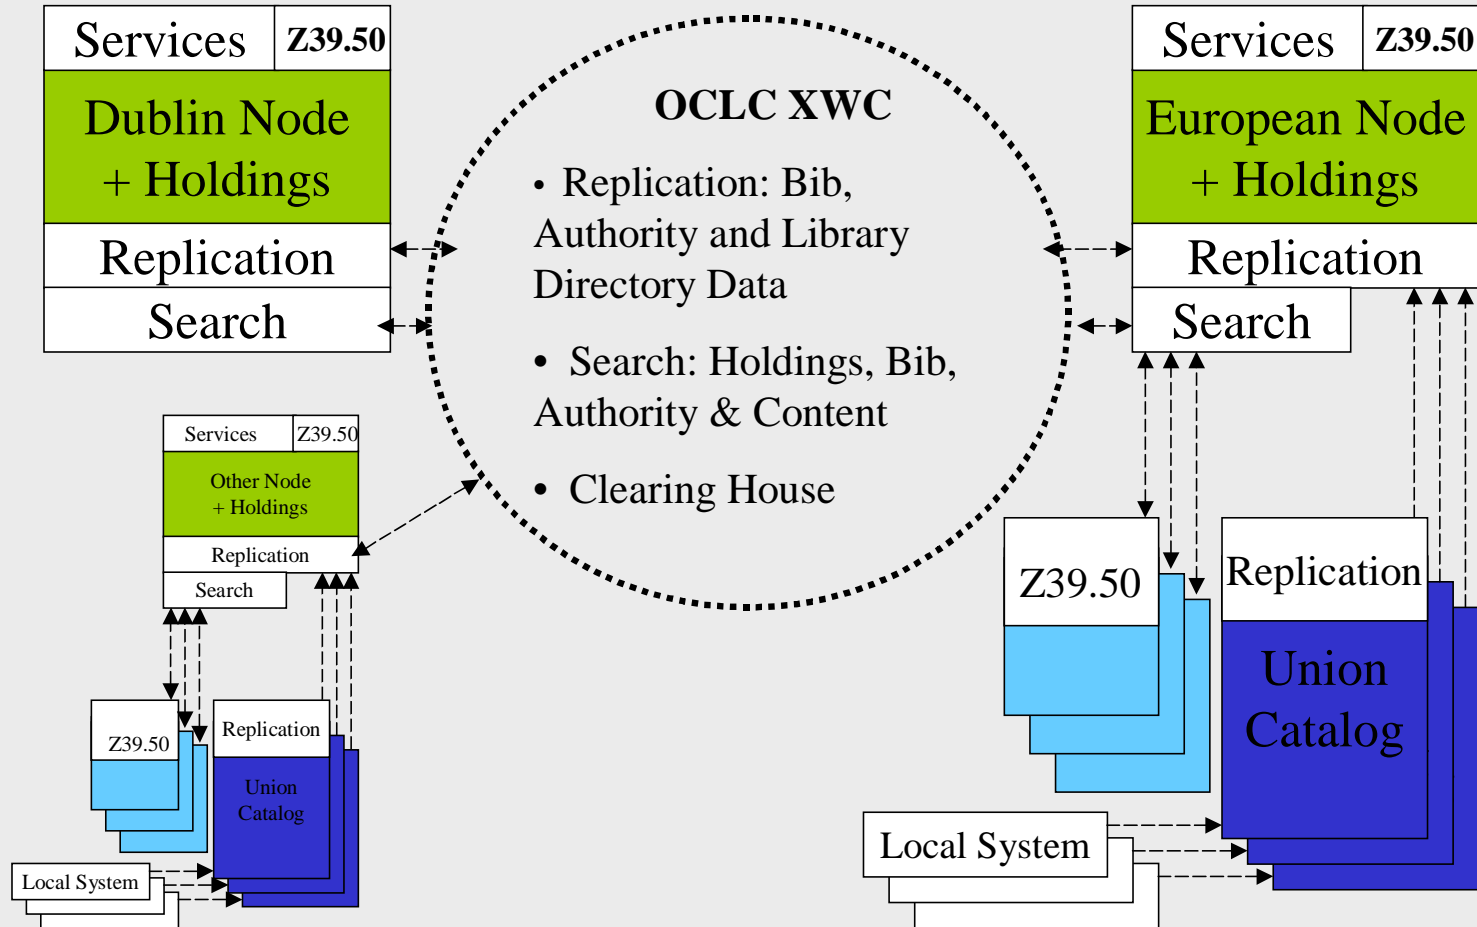 Services Z39.50
Dublin Node
+ Holdings
Replication
Search
OCLC XWC
• Replication: Bib,
Authority and Library
Directory Data
• Search: Holdings, Bib,
Authority & Content
• Clearing House
Services Z39.50
European Node
+ Holdings
Replication
Search
Services Z39.50
Other Node
+ Holdings
Replication
Search
Z39.50
Replication
Union
Catalog
Local System
Z39.50
Replication
Union
Catalog
Local System